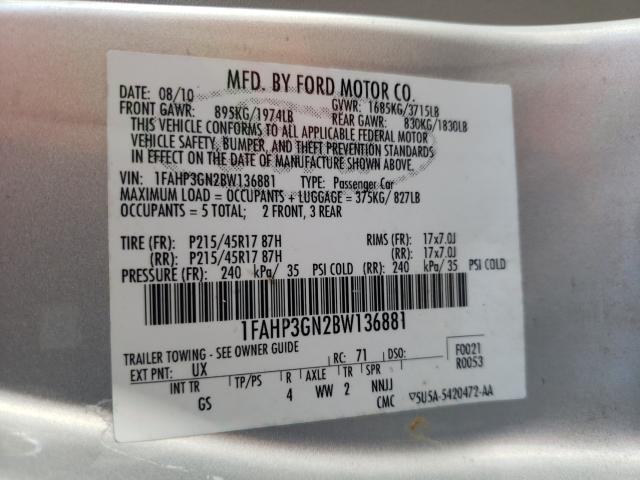 MFD. BY FORD MOTOR CO.
DATE: 08/10 GVWR: 1685KG/3715LB
FRONT GAWR: 895KG/1974LB REAR GAWR: 830KG/1830LB
THIS VEHICLE CONFORMS TO ALL APPLICABLE FEDERAL MOTOR
VEHICLE SAFETY, BUMPER, AND THEFT PREVENTION STANDARDS
IN EFFECT ON THE DATE OF MANUFACTURE SHOWN ABOVE.
VIN: 1FAHP3GN2BW136881 TYPE: Passenger Car
MAXIMUM LOAD = OCCUPANTS + LUGGAGE = 375KG/ 827LB
OCCUPANTS = 5 TOTAL; 2 FRONT, 3 REAR
TIRE (FR): P215/45R17 87H RIMS (FR): 17x7.0J
(RR): P215/45R17 87H (RR): 17x7.0J
PRESSURE (FR): 240 kPa/ 35 PSI COLD (RR): 240 kPa/ 35 PSI COLD
1FAHP3GN2BW136881
TRAILER TOWING - SEE OWNER GUIDE
EXT PNT: UX RC: 71 DSO: F0021
R0053
INT TR TP/PS R AXLE TR SPR
GS 4 WW 2 NNJJ
CMC 5U5A-5420472-AA